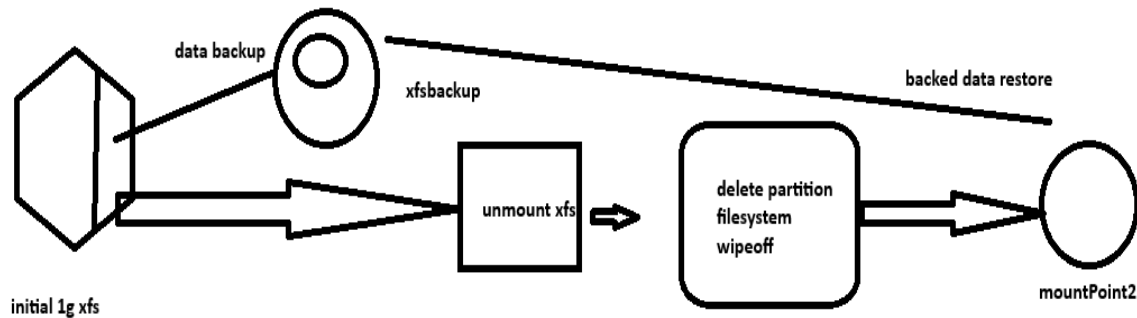 data backup
xfsbackup
backed data restore
unmount xfs
delete partition
filesystem
wipeoff
initial 1g xfs
mountPoint2